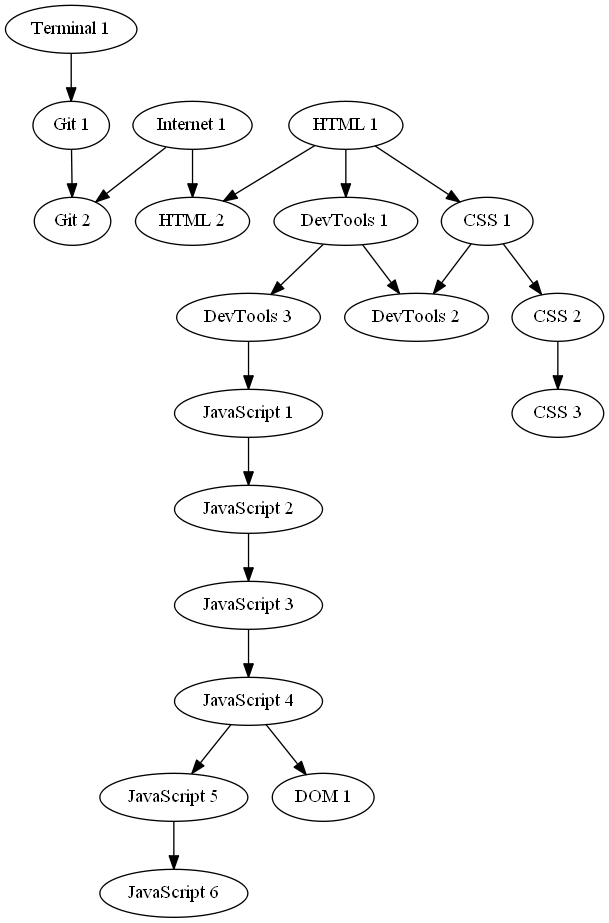 Terminal 1
Git 1
Internet 1
HTML 1
Git 2
HTML 2
DevTools 1
CSS 1
DevTools 3
DevTools 2
CSS 2
JavaScript 1
CSS 3
JavaScript 2
JavaScript 3
JavaScript 4
JavaScript 5
DOM 1
JavaScript 6